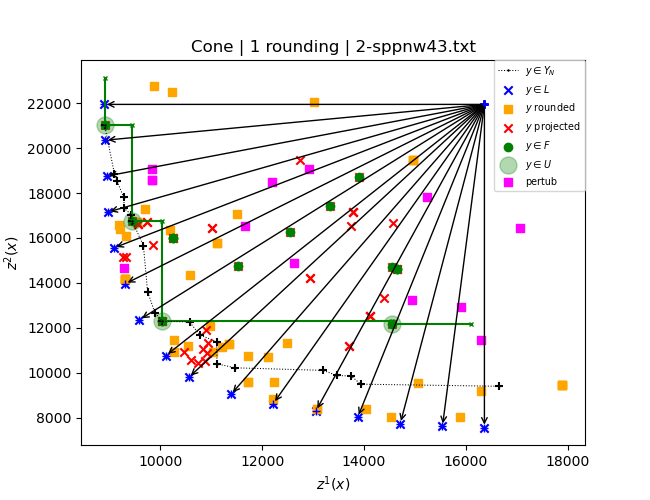 Cone | 1 rounding | 2-sppnw43.txt
y ∈ Y_N
y ∈ L
y rounded
y projected
y ∈ F
y ∈ U
pertub
22000
20000
18000
16000
14000
12000
10000
8000
z²(x)
10000 12000 14000 16000 18000
z¹(x)